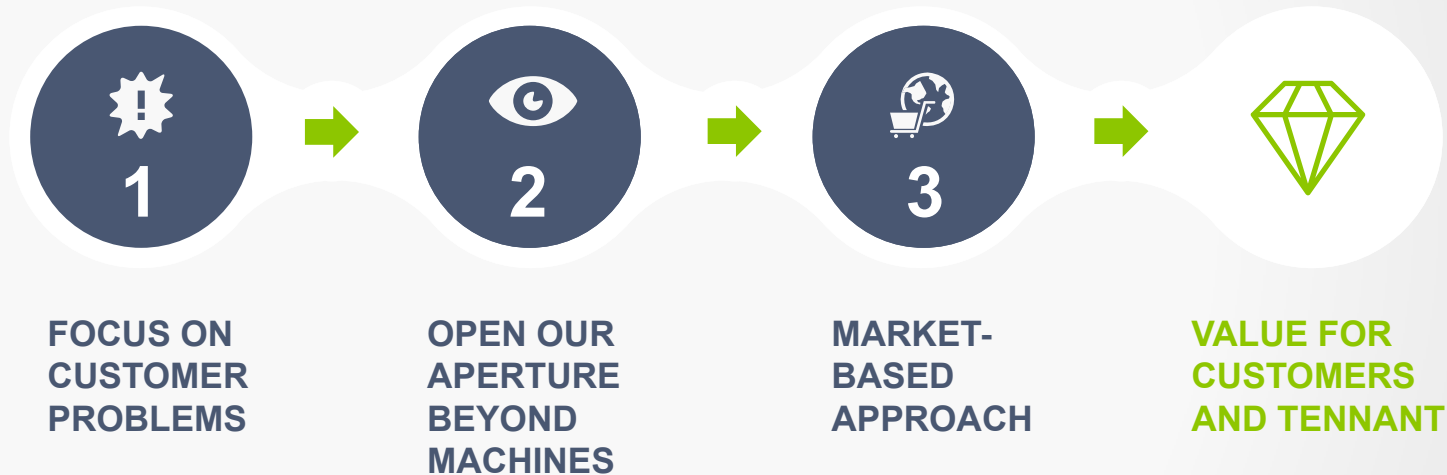 1
2
3
FOCUS ON
CUSTOMER
PROBLEMS
OPEN OUR
APERTURE
BEYOND
MACHINES
MARKET-
BASED
APPROACH
VALUE FOR
CUSTOMERS
AND TENNANT